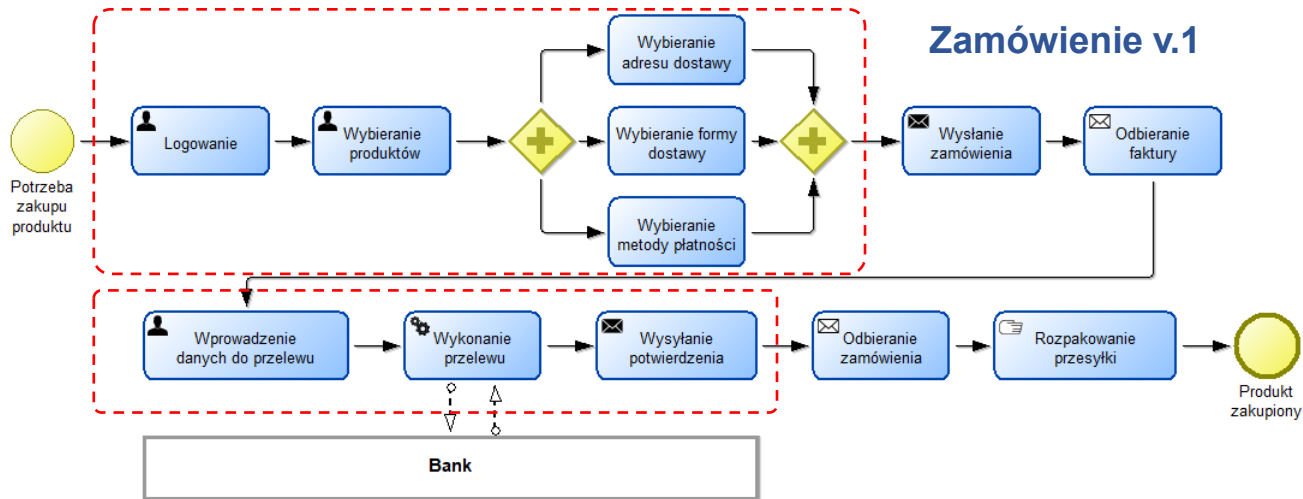 Zamówienie v.1
Potrzeba
zakupu
produktu
Logowanie
Wybieranie
produktów
Wybieranie
adresu dostawy
Wybieranie formy
dostawy
Wybieranie
metody płatności
Wysłanie
zamówienia
Odbieranie
faktury
Wprowadzenie
danych do przelewu
Wykonanie
przelewu
Wysyłanie
potwierdzenia
Odbieranie
zamówienia
Rozpakowanie
przesyłki
Produkt
zakupiony
Bank